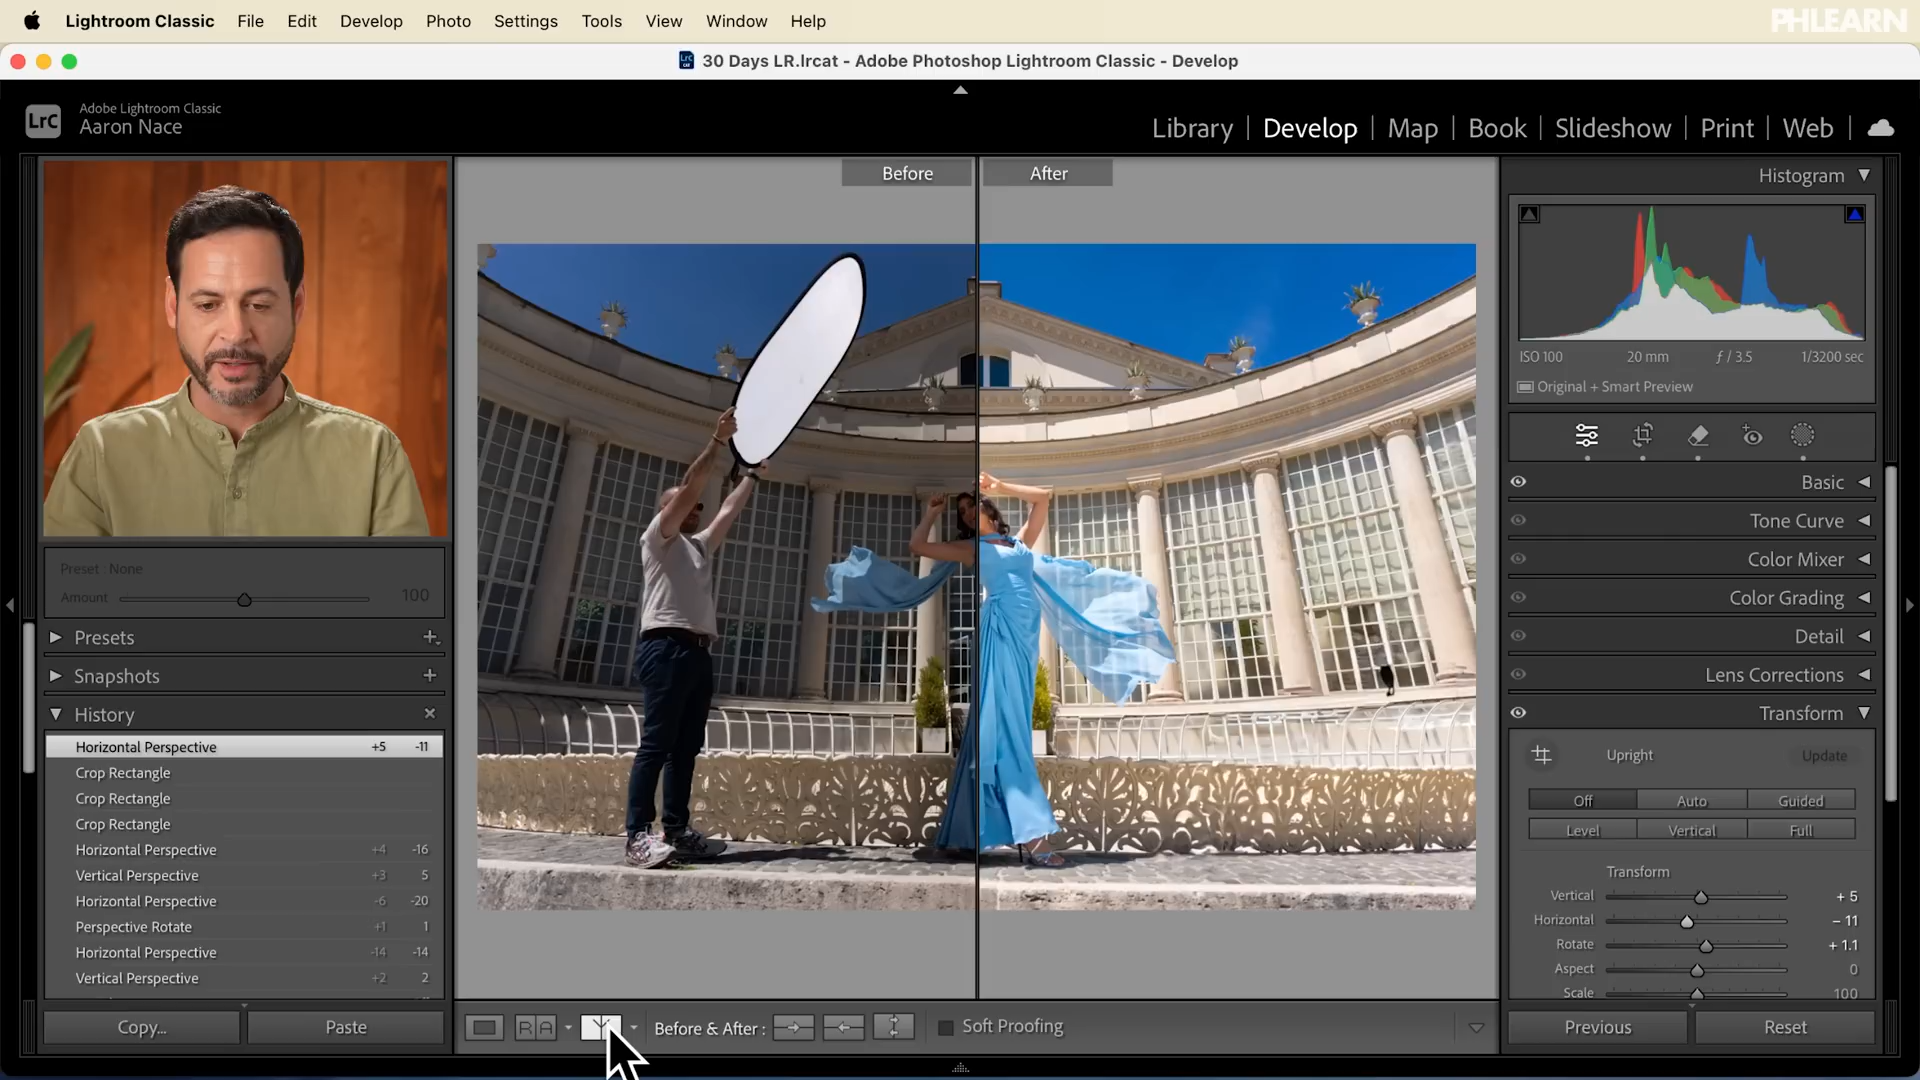 Lightroom Classic File Edit Develop Photo Settings Tools View Window Help
PHLEARN
30 Days LR.lrcat - Adobe Photoshop Lightroom Classic - Develop
LrC
Adobe Lightroom Classic
Aaron Nace
Library | Develop | Map | Book | Slideshow | Print | Web
Before
After
Histogram
ISO 100 20 mm ƒ / 3.5 1/3200 sec
Original + Smart Preview
Basic
Tone Curve
Color Mixer
Color Grading
Detail
Lens Corrections
Transform
Upright Update
Off Auto Guided
Level Vertical Full
Transform
Vertical + 5
Horizontal - 11
Rotate + 1.1
Aspect 0
Scale 100
Previous Reset
Preset : None
Amount 100
Presets
Snapshots
History
Horizontal Perspective +5 -11
Crop Rectangle
Crop Rectangle
Crop Rectangle
Horizontal Perspective +4 -16
Vertical Perspective +3 5
Horizontal Perspective -6 -20
Perspective Rotate +1 1
Horizontal Perspective -14 -14
Vertical Perspective +2 2
Copy... Paste
R A Y Before & After : Soft Proofing